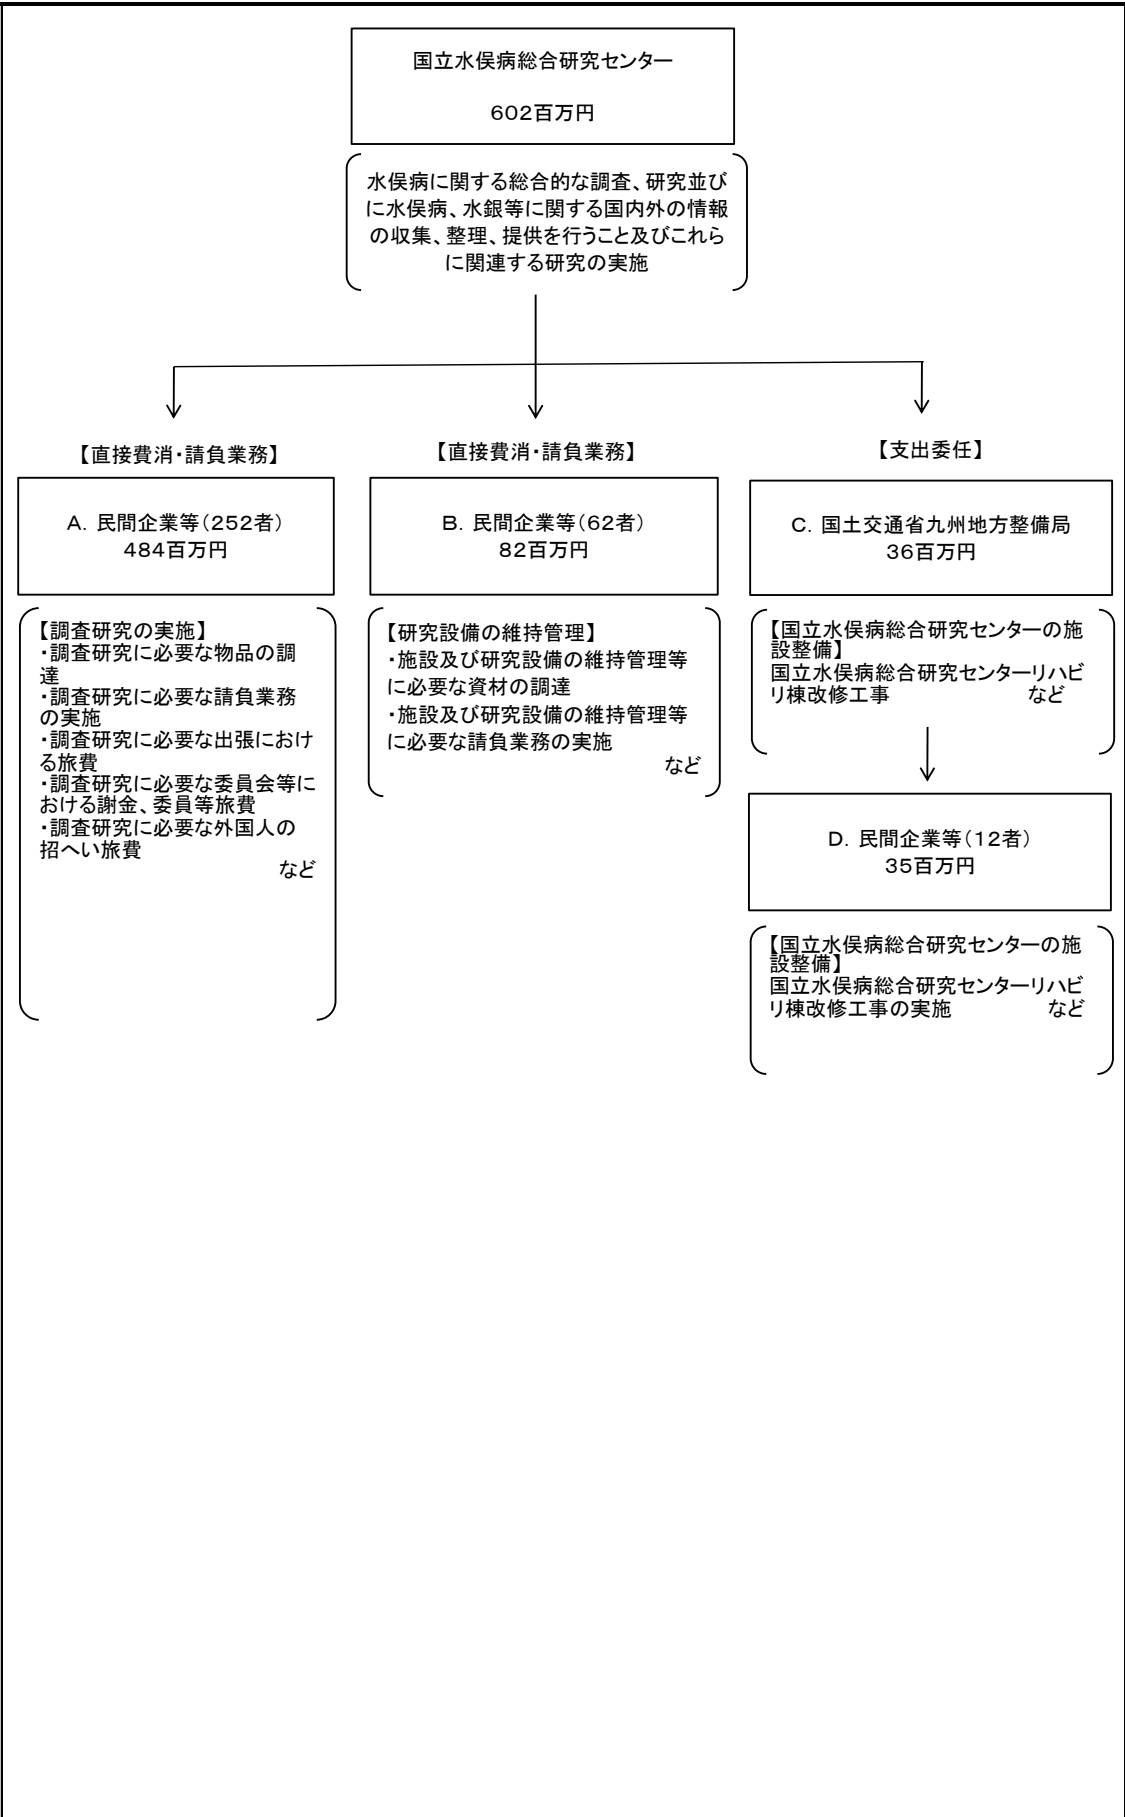 国立水俣病総合研究センター
602百万円
水俣病に関する総合的な調査、研究並び
に水俣病、水銀等に関する国内外の情報
の収集、整理、提供を行うこと及びこれら
に関連する研究の実施
【直接費消・請負業務】
A. 民間企業等(252者)
484百万円
【調査研究の実施】
・調査研究に必要な物品の調
達
・調査研究に必要な請負業務
の実施
・調査研究に必要な出張におけ
る旅費
・調査研究に必要な委員会等に
おける謝金、委員等旅費
・調査研究に必要な外国人の
招へい旅費
など
【直接費消・請負業務】
B. 民間企業等(62者)
82百万円
【研究設備の維持管理】
・施設及び研究設備の維持管理等
に必要な資材の調達
・施設及び研究設備の維持管理等
に必要な請負業務の実施
など
【支出委任】
C. 国土交通省九州地方整備局
36百万円
【国立水俣病総合研究センターの施
設整備】
国立水俣病総合研究センターリハビ
リ棟改修工事 など
D. 民間企業等(12者)
35百万円
【国立水俣病総合研究センターの施
設整備】
国立水俣病総合研究センターリハビ
リ棟改修工事の実施 など